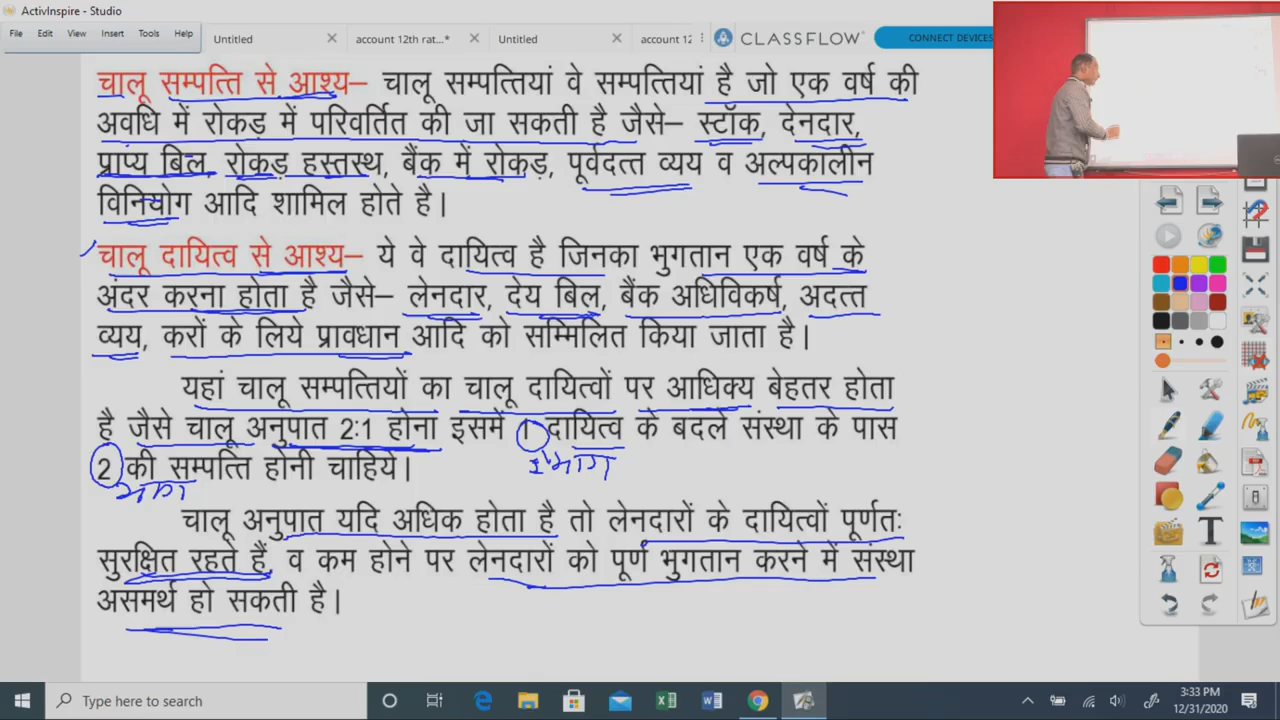 ActivInspire - Studio
File Edit View Insert Tools Help
Untitled account 12th rat...* Untitled account 12 CLASSFLOW CONNECT DEVICES
चालू सम्पत्ति से आश्य– चालू सम्पत्तियां वे सम्पत्तियां है जो एक वर्ष की
अवधि में रोकड़ में परिवर्तित की जा सकती है जैसे– स्टॉक, देनदार,
प्राप्य बिल, रोकड़ हस्तस्थ, बैंक में रोकड़, पूर्वदत्त व्यय व अल्पकालीन
विनियोग आदि शामिल होते है।
चालू दायित्व से आश्य– ये वे दायित्व है जिनका भुगतान एक वर्ष के
अंदर करना होता है जैसे– लेनदार, देय बिल, बैंक अधिविकर्ष, अदत्त
व्यय, करों के लिये प्रावधान आदि को सम्मिलित किया जाता है।
यहां चालू सम्पत्तियों का चालू दायित्वों पर आधिक्य बेहतर होता
है जैसे चालू अनुपात 2:1 होना इसमें 1 दायित्व के बदले संस्था के पास
2 की सम्पत्ति होनी चाहिये।
चालू अनुपात यदि अधिक होता है तो लेनदारों के दायित्वों पूर्णतः
सुरक्षित रहते हैं, व कम होने पर लेनदारों को पूर्ण भुगतान करने में संस्था
असमर्थ हो सकती है।
Type here to search
3:33 PM
12/31/2020